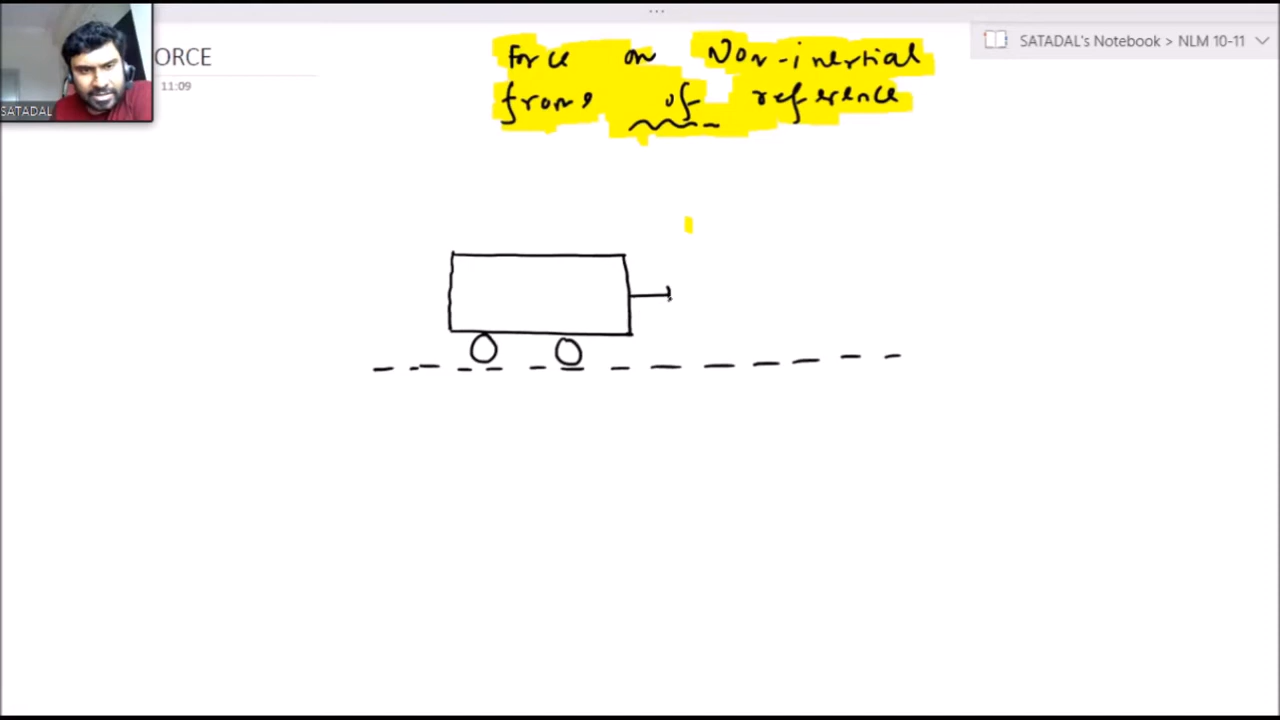 ORCE
11:09
SATADAL
SATADAL's Notebook > NLM 10-11
Force on Non-inertial
frame of reference